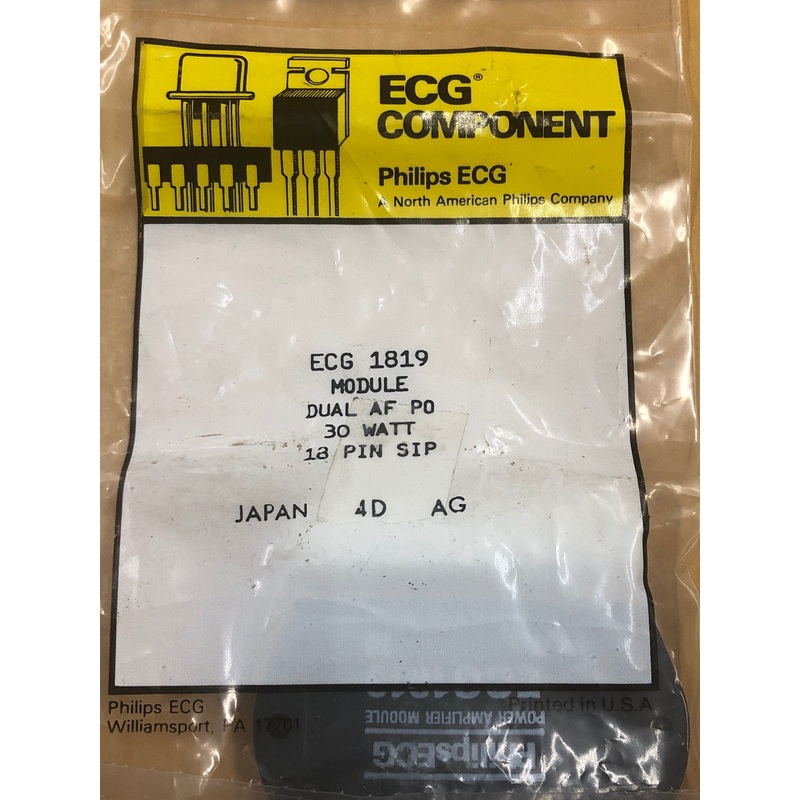 ECG®
COMPONENT
Philips ECG
A North American Philips Company
ECG 1819
MODULE
DUAL AF PO
30 WATT
18 PIN SIP
JAPAN 4D AG
Philips ECG
Williamsport, PA 17701
Printed in U.S.A
ECG1819
POWER AMPLIFIER MODULE
PhilipsECG